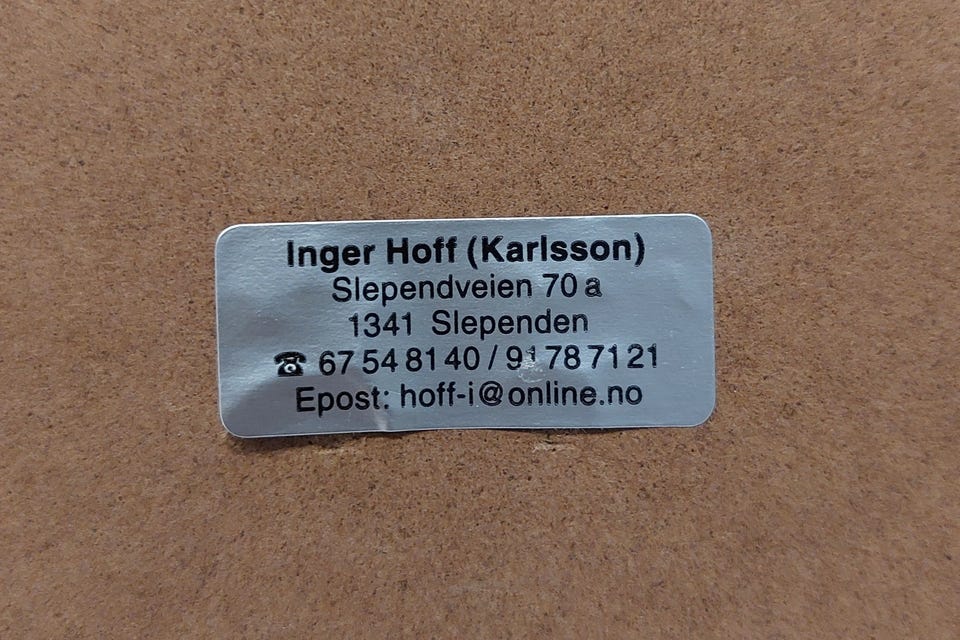 Inger Hoff (Karlsson)
Slependveien 70 a
1341 Slependen
☎ 67 54 81 40 / 91 78 71 21
Epost: hoff-i@online.no